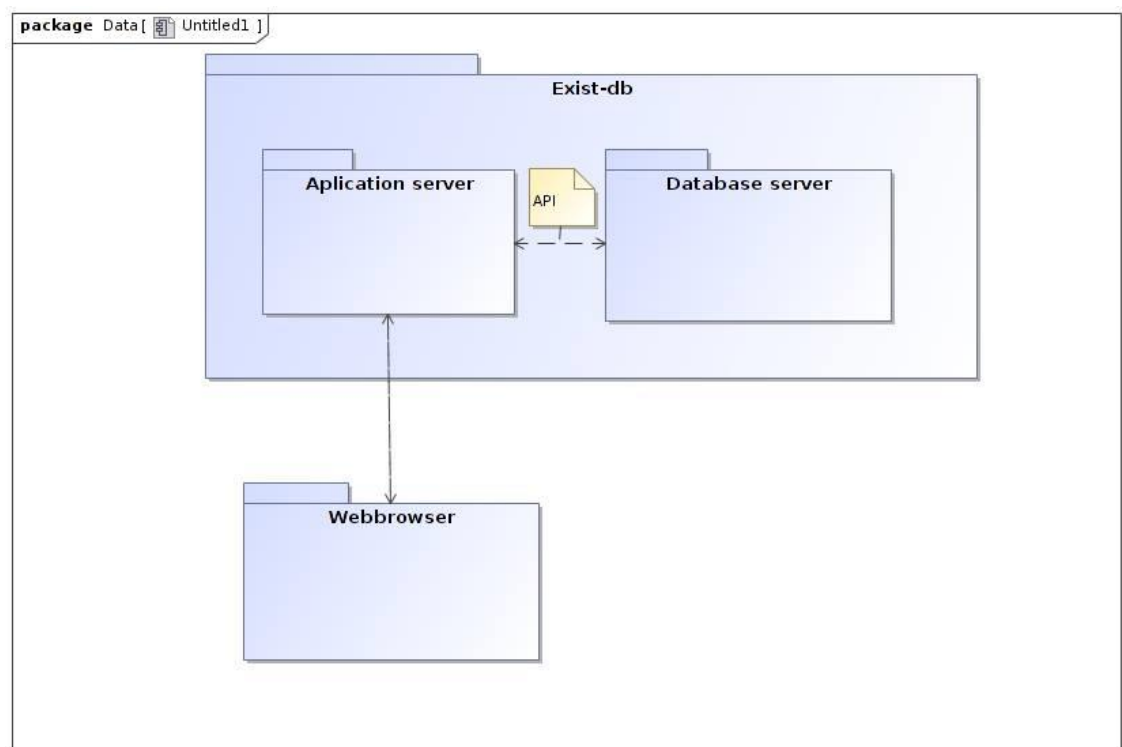 package Data[ Untitled1 ]
Exist-db
Aplication server
API
Database server
Webbrowser